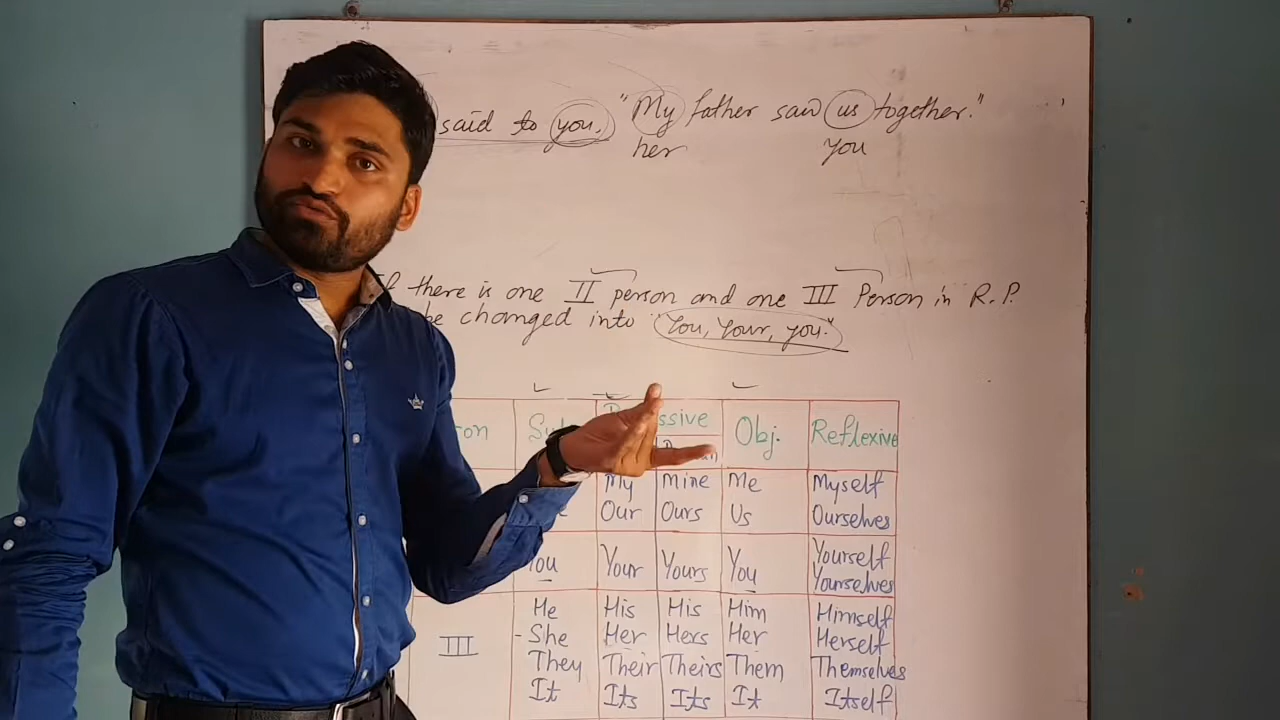 said to you, "My father saw us together."
her you
there is one II person and one III Person in R.P.
be changed into "You, Your, you."
Obj. Reflexive
My mine Me Myself
Our Ours Us Ourselves
You Your Yours You Yourself
Yourselves
III He His His Him Himself
She Her Hers Her Herself
They Their Theirs Them Themselves
It Its Its It Itself